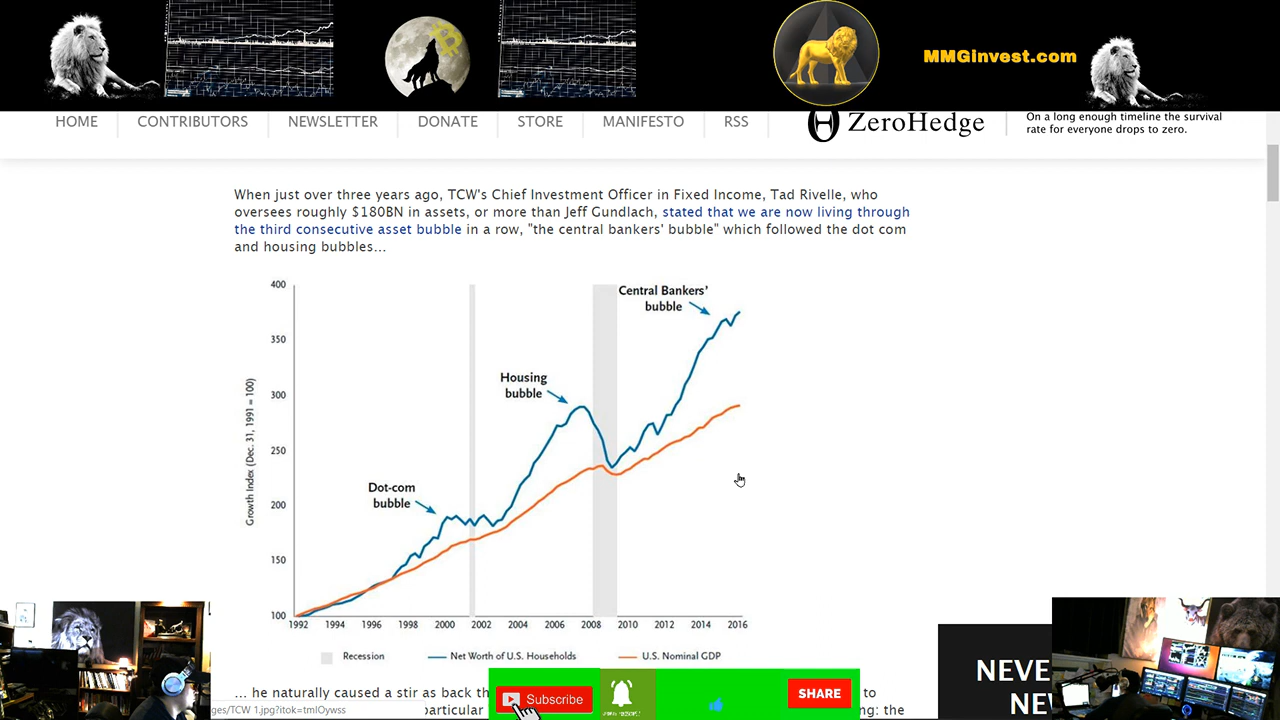 MMGinvest.com
HOME
CONTRIBUTORS
NEWSLETTER
DONATE
STORE
MANIFESTO
RSS
ZeroHedge
On a long enough timeline the survival
rate for everyone drops to zero.
When just over three years ago, TCW's Chief Investment Officer in Fixed Income, Tad Rivelle, who
oversees roughly $180BN in assets, or more than Jeff Gundlach, stated that we are now living through
the third consecutive asset bubble in a row, "the central bankers' bubble" which followed the dot com
and housing bubbles...
400
350
300
250
200
150
100
Growth Index (Dec. 31, 1991 = 100)
Central Bankers'
bubble
Housing
bubble
Dot-com
bubble
1992 1994 1996 1998 2000 2002 2004 2006 2008 2010 2012 2014 2016
Recession
Net Worth of U.S. Households
U.S. Nominal GDP
NEVE
NE
... he naturally caused a stir as back th
to
Subscribe
SHARE
ges/TCW 1.jpg?itok=tmIOywss
particular
ng: the